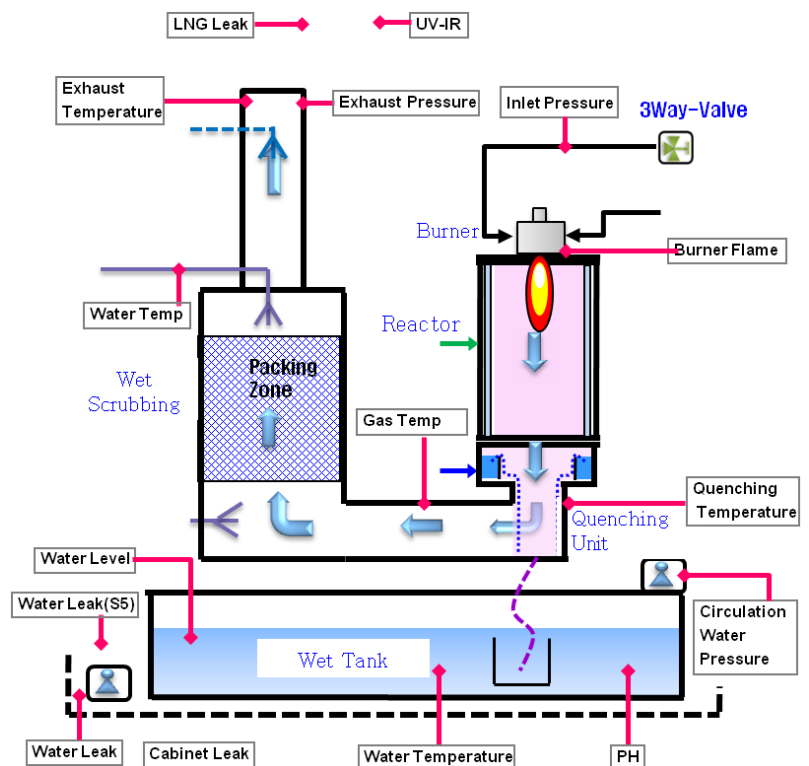 LNG Leak
UV-IR
Exhaust
Temperature
Exhaust Pressure
Inlet Pressure
3Way-Valve
Burner
Burner Flame
Water Temp
Reactor
Packing
Zone
Wet
Scrubbing
Gas Temp
Quenching
Temperature
Quenching
Unit
Water Level
Water Leak(S5)
Circulation
Water
Pressure
Wet Tank
Water Leak
Cabinet Leak
Water Temperature
PH